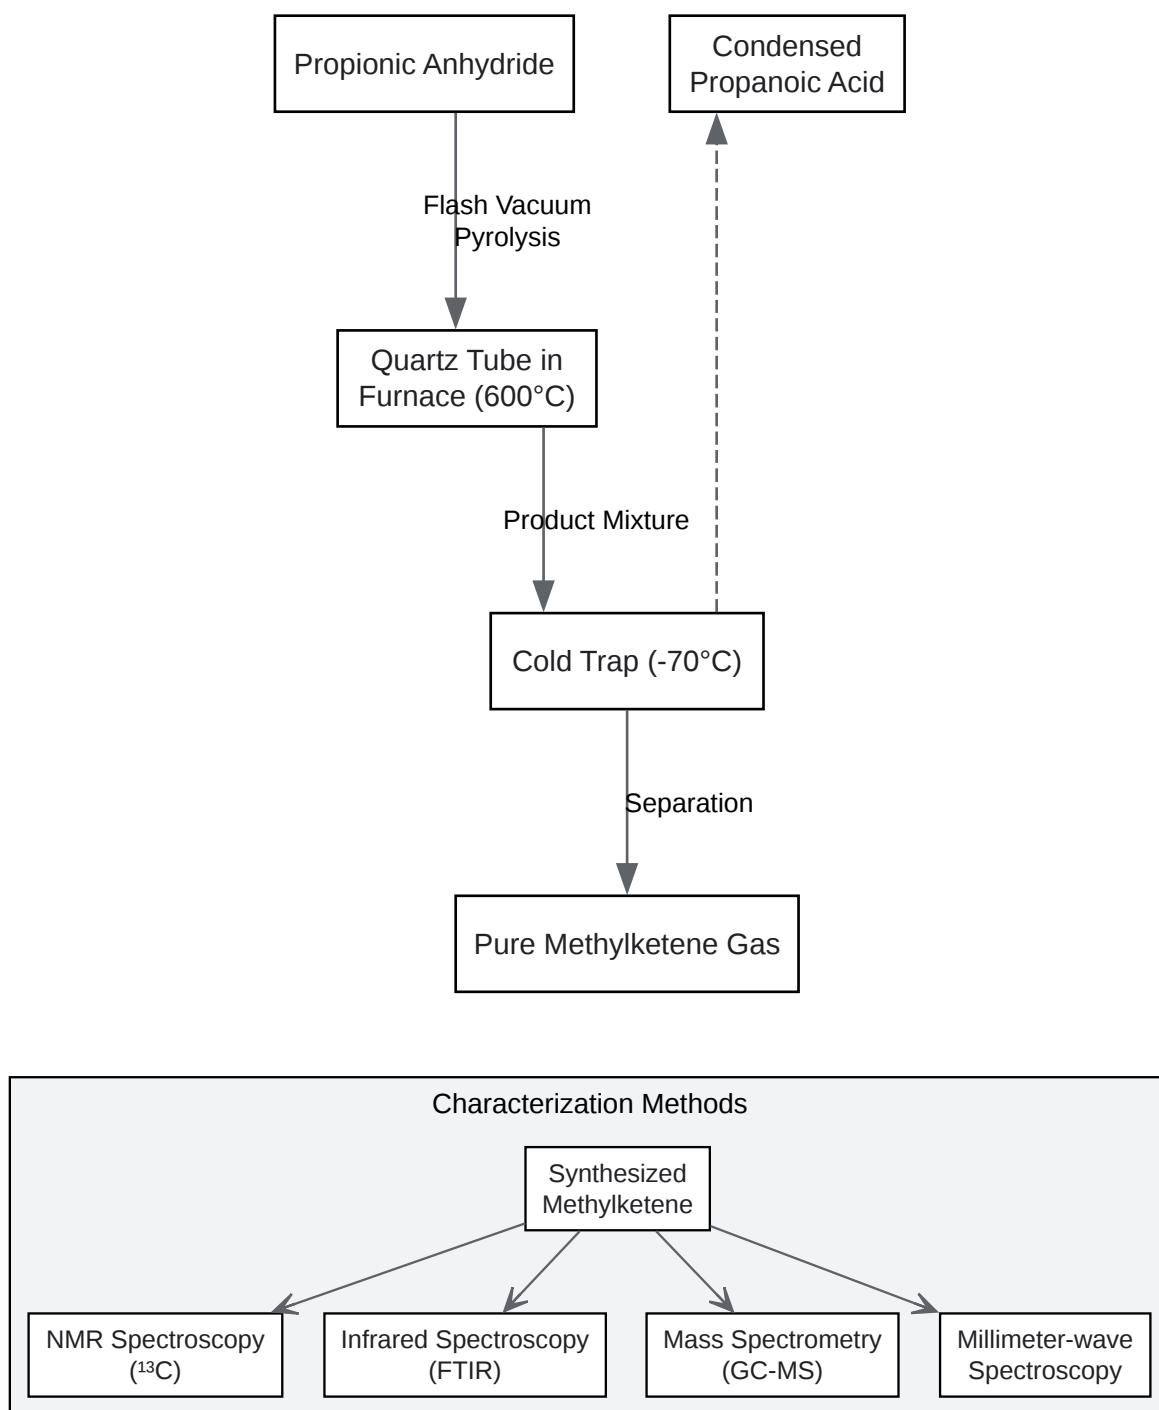 Propionic Anhydride
Condensed
Propanoic Acid
Flash Vacuum
Pyrolysis
Quartz Tube in
Furnace (600°C)
Product Mixture
Cold Trap (-70°C)
Separation
Pure Methylketene Gas
Characterization Methods
Synthesized
Methylketene
NMR Spectroscopy
(¹³C)
Infrared Spectroscopy
(FTIR)
Mass Spectrometry
(GC-MS)
Millimeter-wave
Spectroscopy